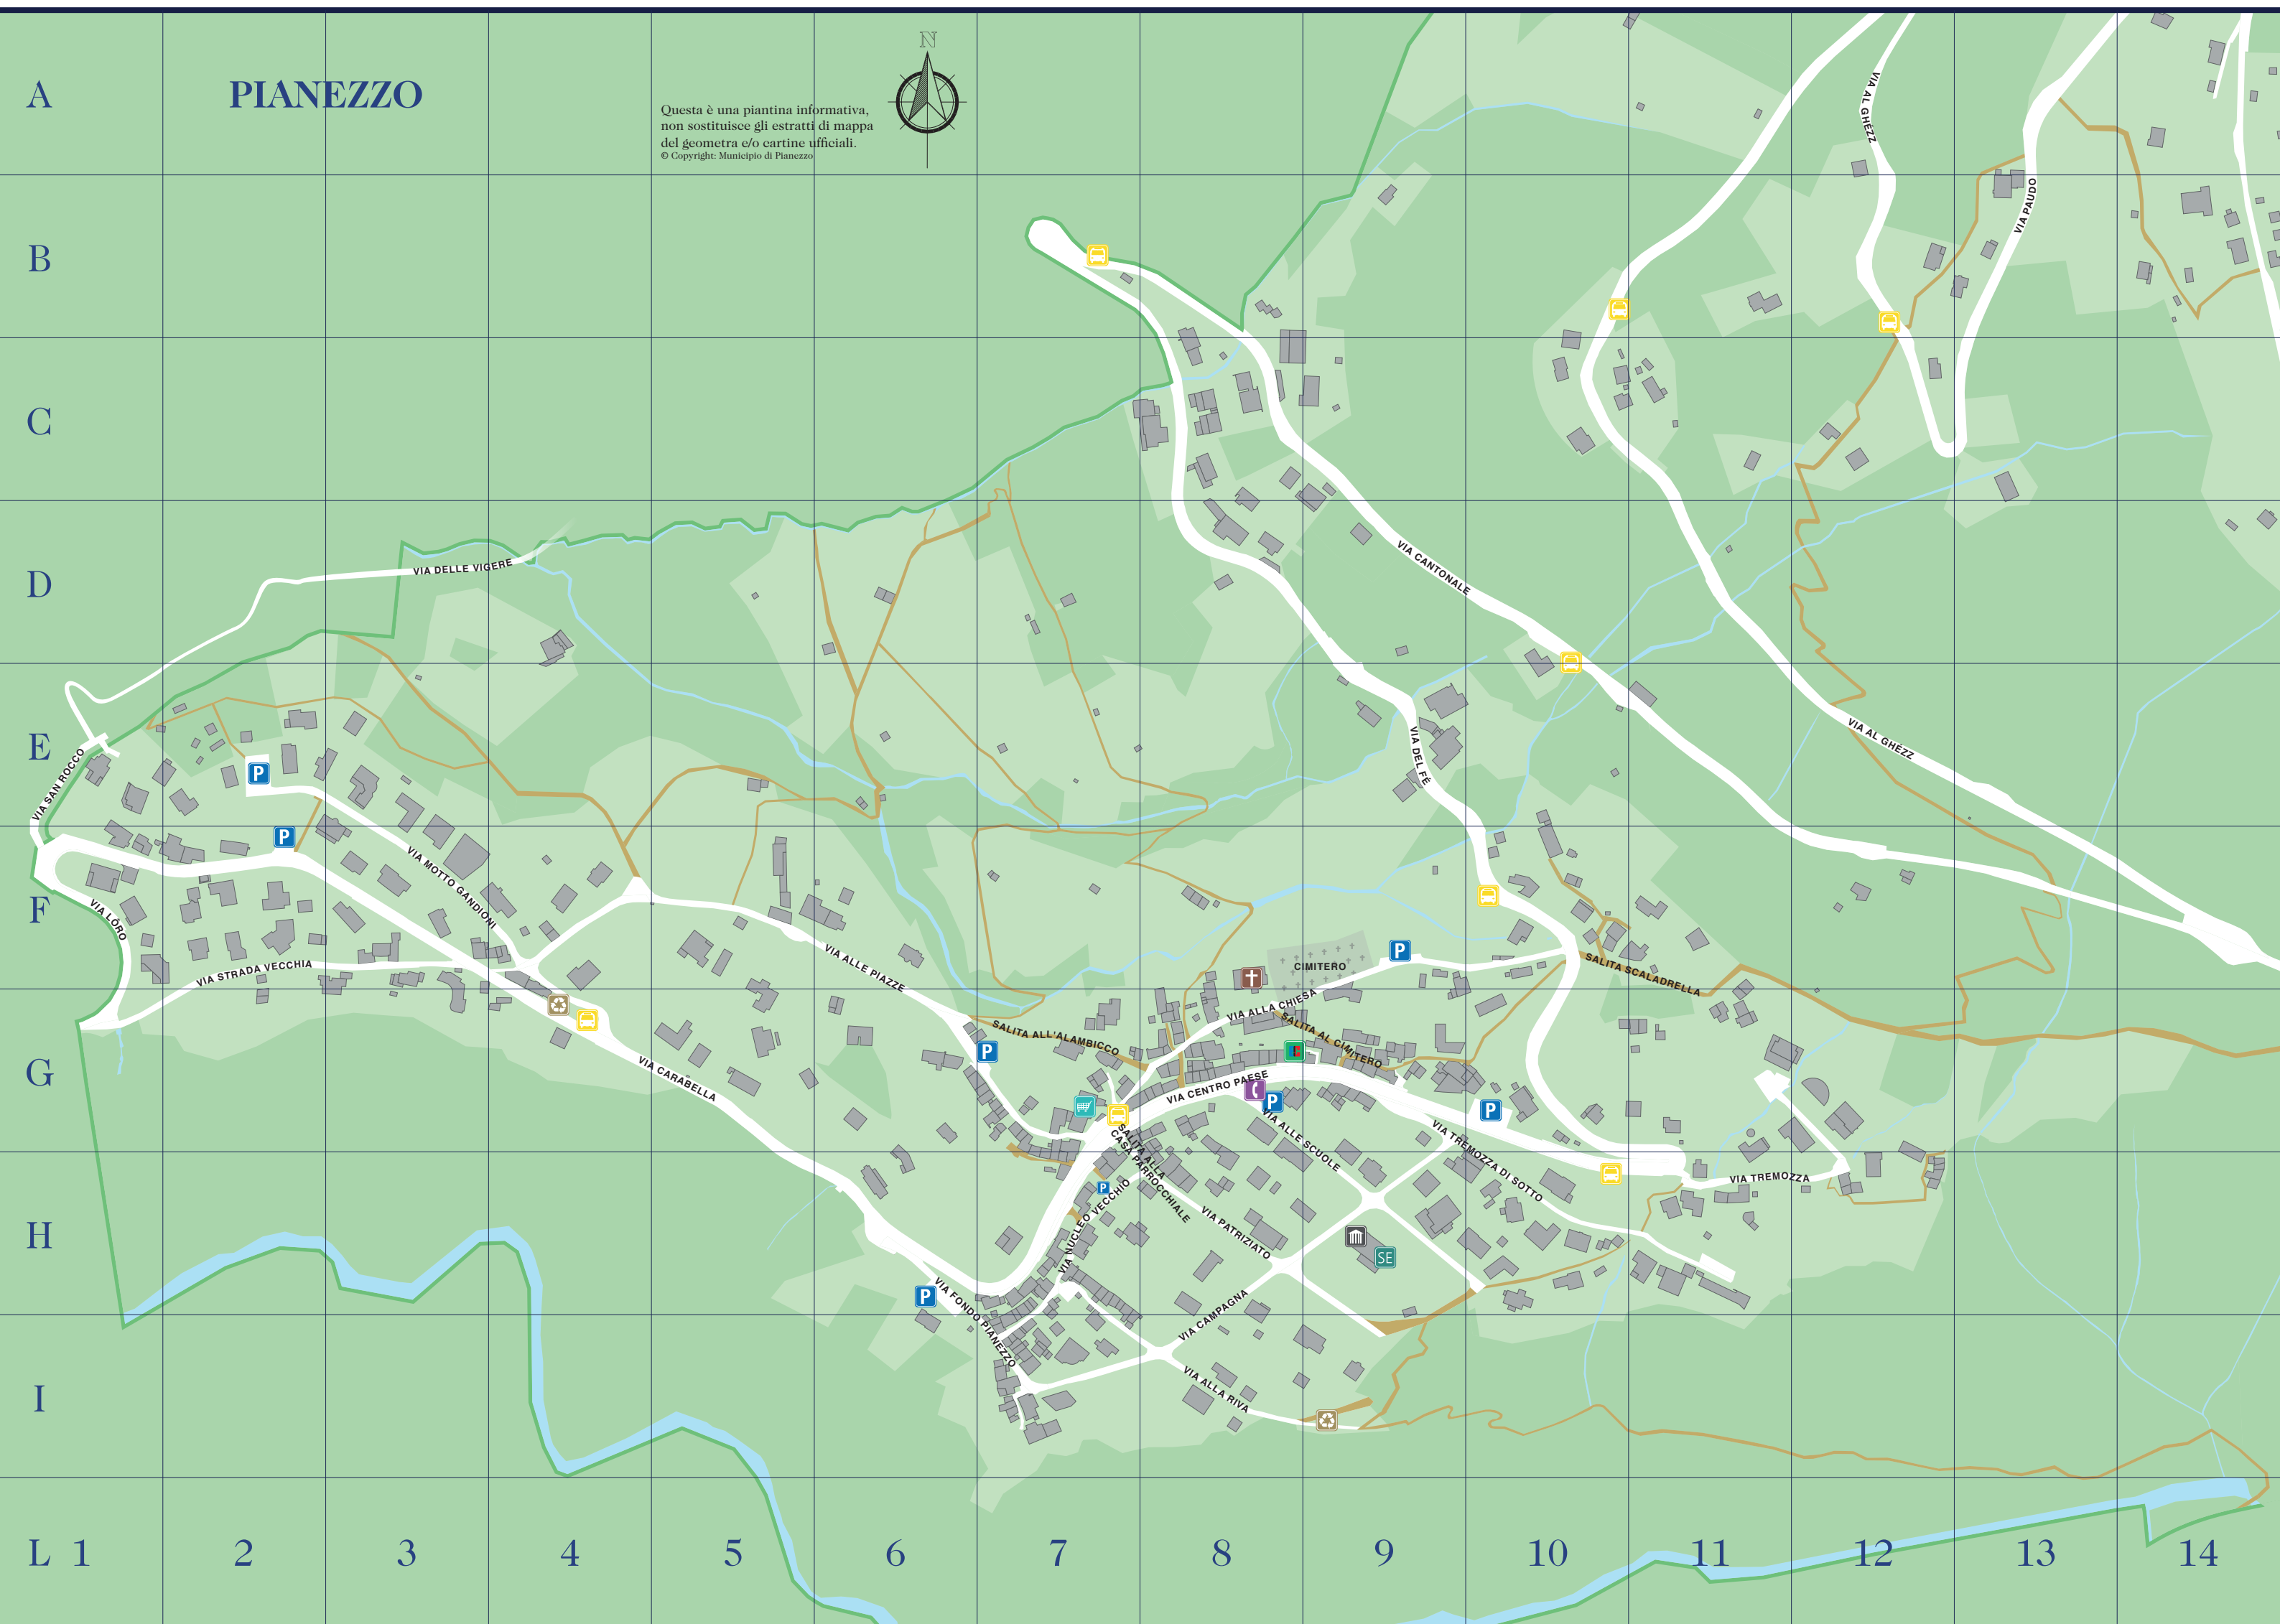 N
A
PIANEZZO
Questa è una piantina informativa,
non sostituisce gli estratti di mappa
del geometra e/o cartine ufficiali.
© Copyright: Municipio di Pianezzo
VIA AL GHÈZZ
VIA PAUDO
B
C
D
VIA DELLE VIGERE
VIA CANTONALE
E
VIA SAN ROCCO
VIA DEL FÉ
VIA AL GHÈZZ
P
P
F
VIA MOTTO GANDIONI
VIA LÔRO
VIA STRADA VECCHIA
VIA ALLE PIAZZE
P
CIMITERO
SALITA SCALADRELLA
VIA ALLA CHIESA
G
SALITA ALL'ALAMBICCO
SALITA AL CIMITERO
P
VIA CARABELLA
VIA CENTRO PAESE
P
P
VIA ALLE SCUOLE
VIA TREMOZZA DI SOTTO
SALITA ALLA
CASA PARROCCHIALE
VIA TREMOZZA
P
H
VIA NUCLEO VECCHIO
VIA PATRIZIATO
SE
P
VIA FONDO PIANEZZO
VIA CAMPAGNA
I
VIA ALLA RIVA
L 1 2 3 4 5 6 7 8 9 10 11 12 13 14